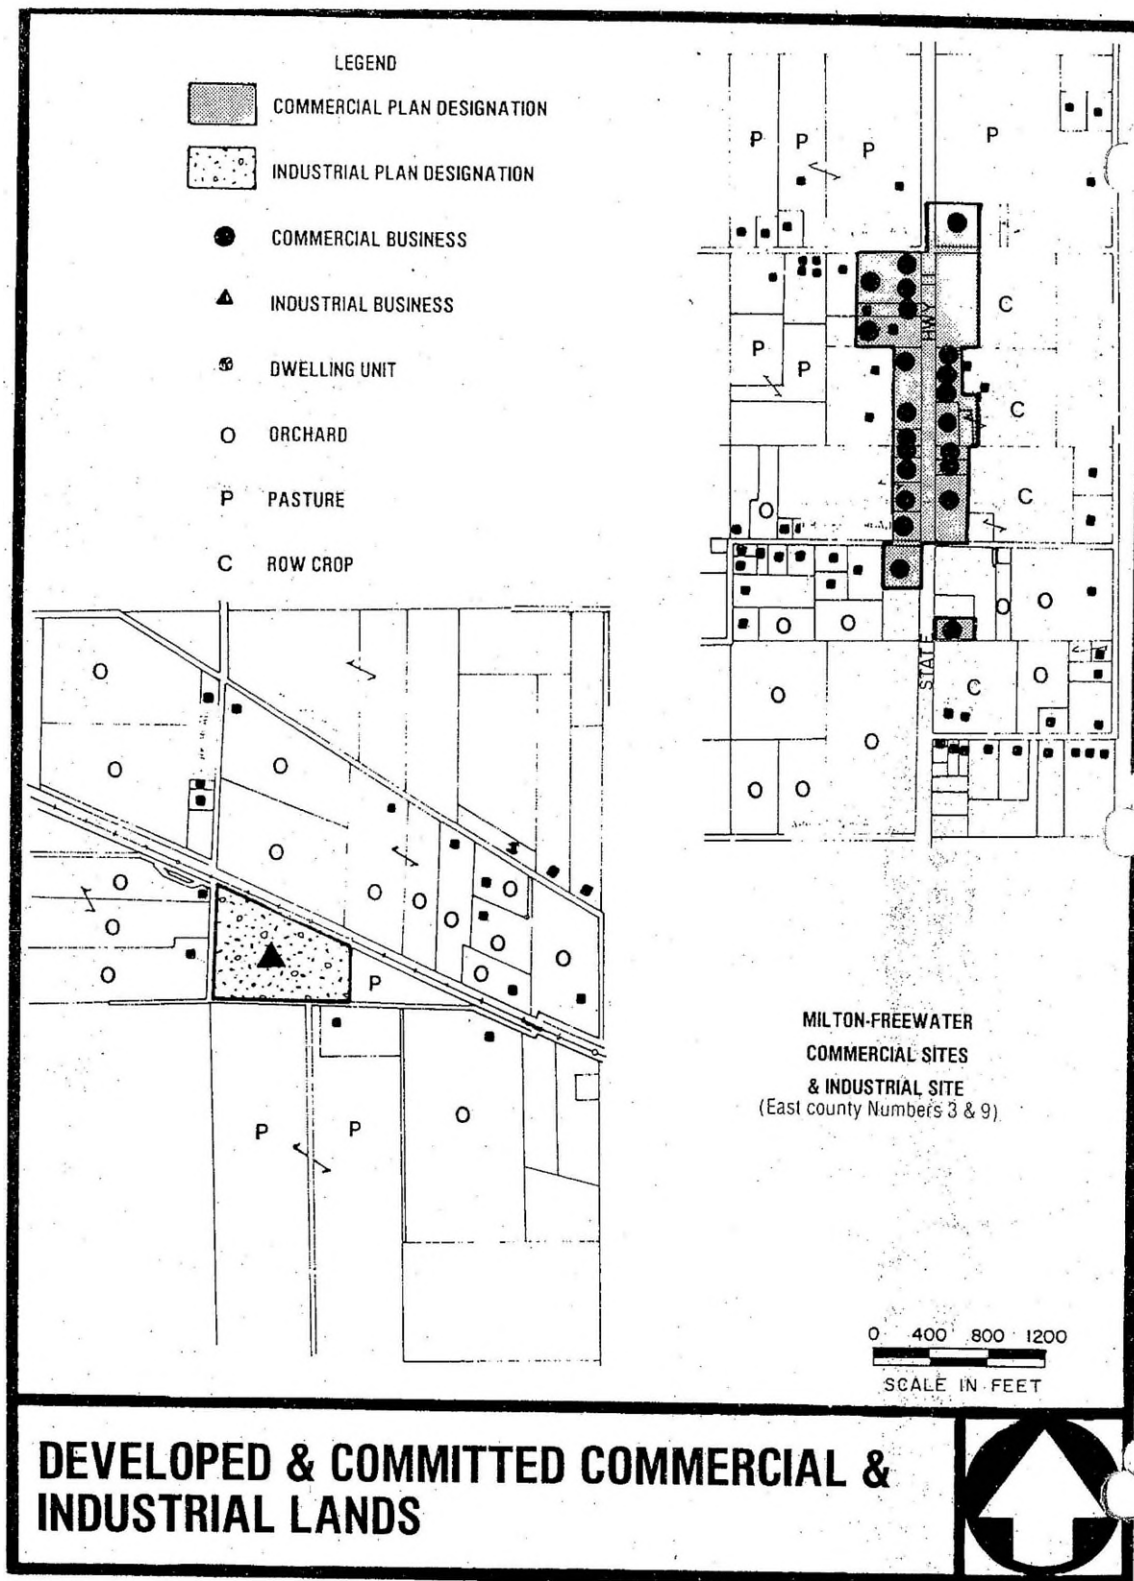 LEGEND
COMMERCIAL PLAN DESIGNATION
INDUSTRIAL PLAN DESIGNATION
COMMERCIAL BUSINESS
INDUSTRIAL BUSINESS
DWELLING UNIT
O ORCHARD
P PASTURE
C ROW CROP
P P P P
HWY
C
P P
C
C
O
O O
O O
STATE
C O
O
O
O O
O
O O
O
O O O O
O O O
O O O
O P
P P O
MILTON-FREEWATER
COMMERCIAL SITES
& INDUSTRIAL SITE
(East county Numbers 3 & 9)
0 400 800 1200
SCALE IN FEET
DEVELOPED & COMMITTED COMMERCIAL &
INDUSTRIAL LANDS